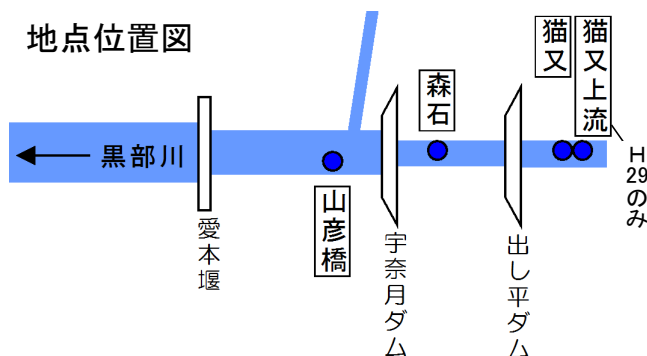 地点位置図
猫又
猫又上流
森石
H29のみ
黒部川
山彦橋
愛本堰
宇奈月ダム
出し平ダム